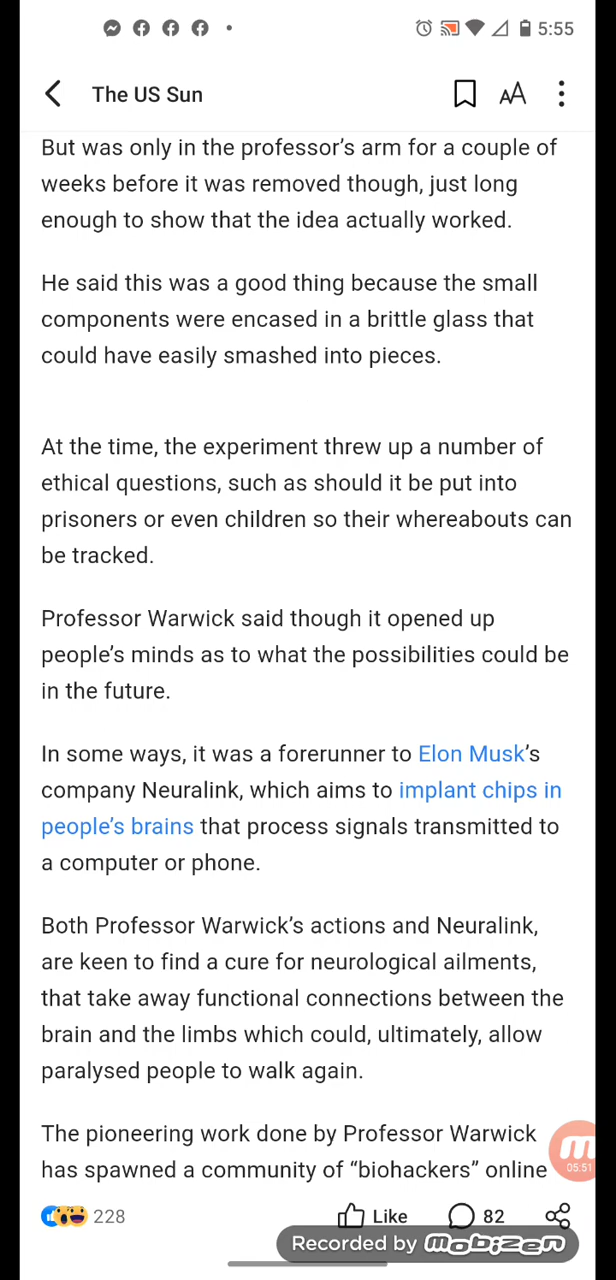 5:55
The US Sun
AA
But was only in the professor's arm for a couple of
weeks before it was removed though, just long
enough to show that the idea actually worked.
He said this was a good thing because the small
components were encased in a brittle glass that
could have easily smashed into pieces.
At the time, the experiment threw up a number of
ethical questions, such as should it be put into
prisoners or even children so their whereabouts can
be tracked.
Professor Warwick said though it opened up
people's minds as to what the possibilities could be
in the future.
In some ways, it was a forerunner to Elon Musk's
company Neuralink, which aims to implant chips in
people's brains that process signals transmitted to
a computer or phone.
Both Professor Warwick's actions and Neuralink,
are keen to find a cure for neurological ailments,
that take away functional connections between the
brain and the limbs which could, ultimately, allow
paralysed people to walk again.
The pioneering work done by Professor Warwick
has spawned a community of “biohackers” online
05:51
228 Like 82
Recorded by mobizen